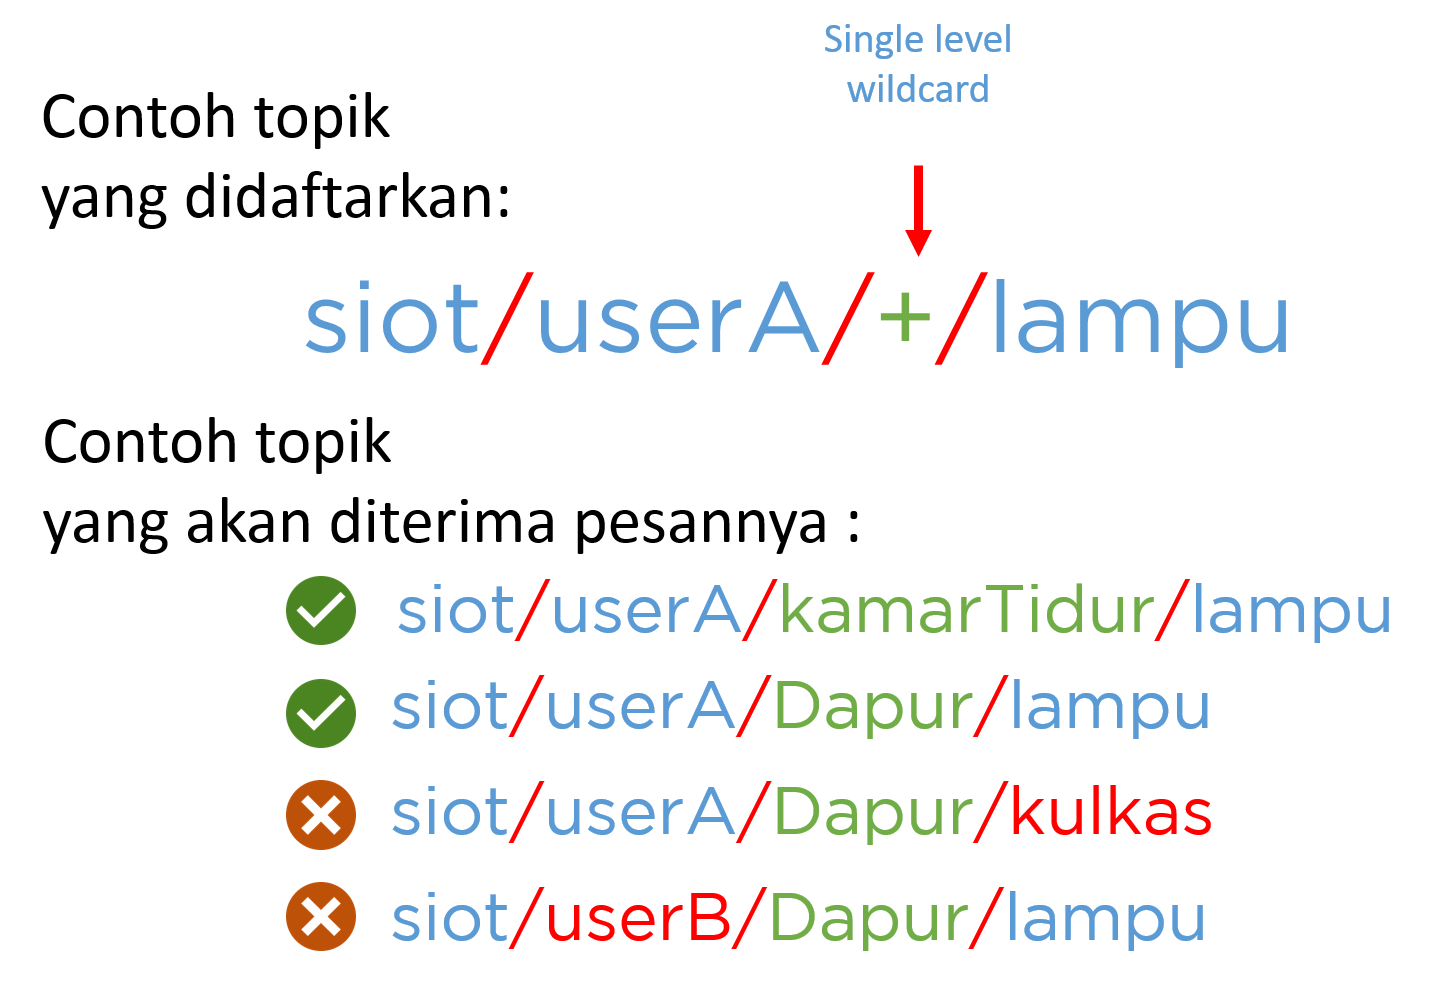 Single level
wildcard
Contoh topik
yang didaftarkan:
siot/userA/+/lampu
Contoh topik
yang akan diterima pesannya :
siot/userA/kamarTidur/lampu
siot/userA/Dapur/lampu
siot/userA/Dapur/kulkas
siot/userB/Dapur/lampu